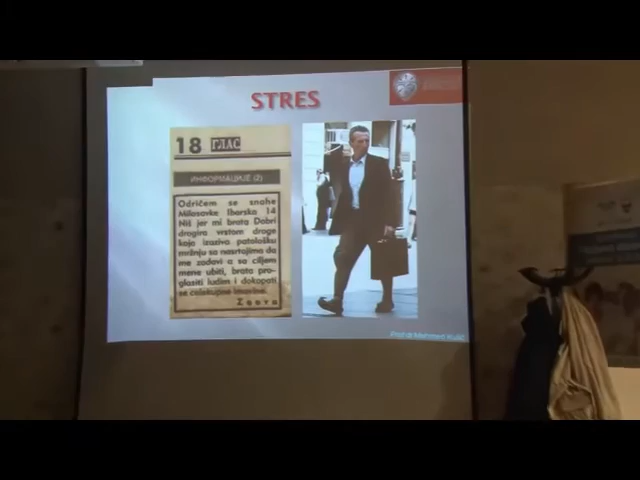 STRES
18 ГЛАС
ИНФОРМАЦИЈЕ (2)
Odričem se snahe
Milosavke Iborska 14
Niš jer mi brata Dobri
drogira vrstom droge
koja izaziva patološku
mržnju sa nasrtajima da
me zadavi a sa ciljem
mene ubiti, brata pro-
glasiti ludim i dokopati
se celokupne imovine.